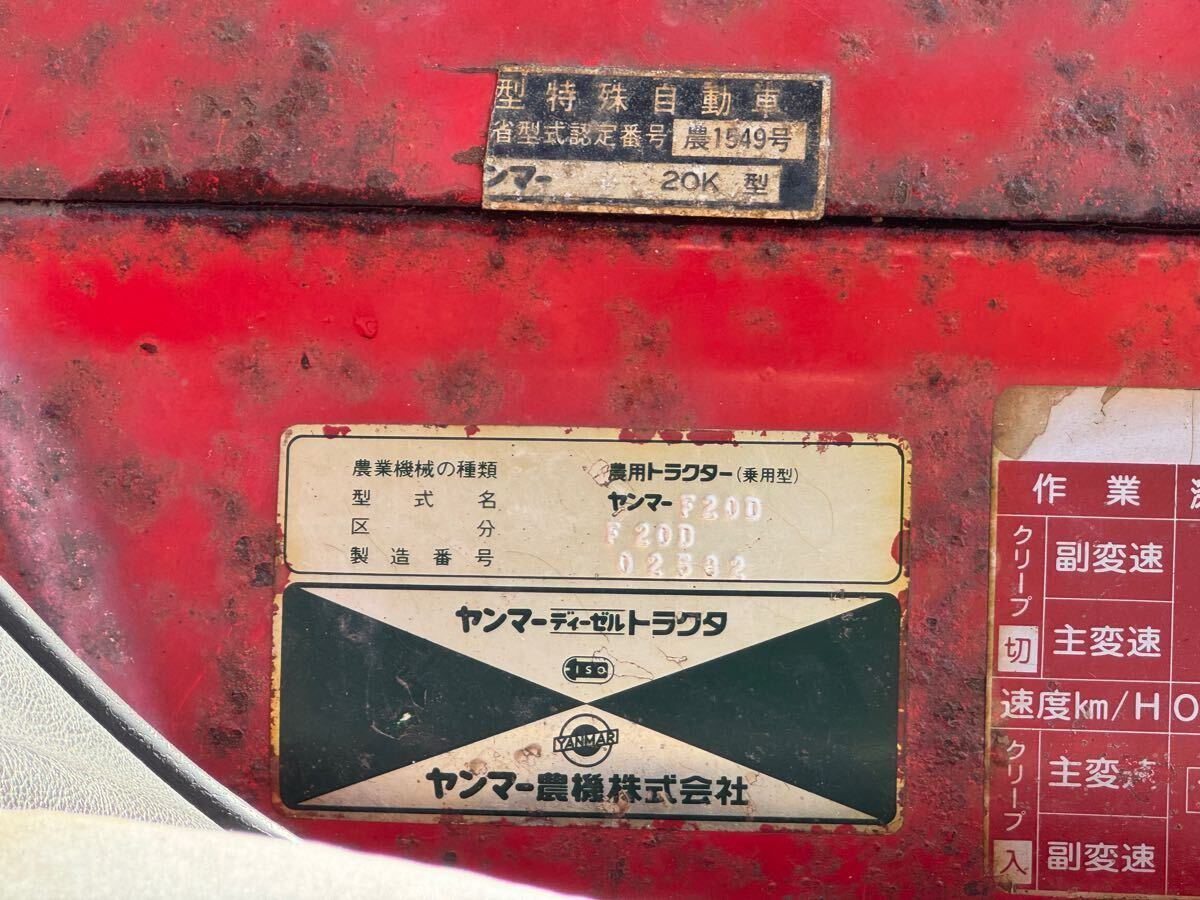 型特殊自動車
省型式認定番号 農1549号
ンマー 20K 型
農業機械の種類 農用トラクター(乗用型)
型式名 ヤンマー F20D
区分 F20D
製造番号 02592
ヤンマーディーゼルトラクタ
ISO
YANMAR
ヤンマー農機株式会社
作業
クリープ 切
副変速
主変速
速度km/H
クリープ 入
主変
副変速